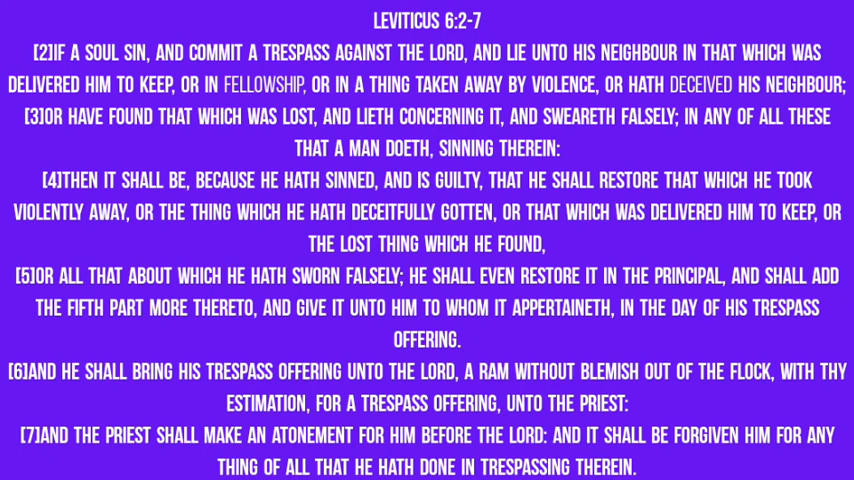 LEVITICUS 6:2-7
[2]IF A SOUL SIN, AND COMMIT A TRESPASS AGAINST THE LORD, AND LIE UNTO HIS NEIGHBOUR IN THAT WHICH WAS
DELIVERED HIM TO KEEP, OR IN FELLOWSHIP, OR IN A THING TAKEN AWAY BY VIOLENCE, OR HATH DECEIVED HIS NEIGHBOUR;
[3]OR HAVE FOUND THAT WHICH WAS LOST, AND LIETH CONCERNING IT, AND SWEARETH FALSELY; IN ANY OF ALL THESE
THAT A MAN DOETH, SINNING THEREIN:
[4]THEN IT SHALL BE, BECAUSE HE HATH SINNED, AND IS GUILTY, THAT HE SHALL RESTORE THAT WHICH HE TOOK
VIOLENTLY AWAY, OR THE THING WHICH HE HATH DECEITFULLY GOTTEN, OR THAT WHICH WAS DELIVERED HIM TO KEEP, OR
THE LOST THING WHICH HE FOUND,
[5]OR ALL THAT ABOUT WHICH HE HATH SWORN FALSELY; HE SHALL EVEN RESTORE IT IN THE PRINCIPAL, AND SHALL ADD
THE FIFTH PART MORE THERETO, AND GIVE IT UNTO HIM TO WHOM IT APPERTAINETH, IN THE DAY OF HIS TRESPASS
OFFERING.
[6]AND HE SHALL BRING HIS TRESPASS OFFERING UNTO THE LORD, A RAM WITHOUT BLEMISH OUT OF THE FLOCK, WITH THY
ESTIMATION, FOR A TRESPASS OFFERING, UNTO THE PRIEST:
[7]AND THE PRIEST SHALL MAKE AN ATONEMENT FOR HIM BEFORE THE LORD: AND IT SHALL BE FORGIVEN HIM FOR ANY
THING OF ALL THAT HE HATH DONE IN TRESPASSING THEREIN.